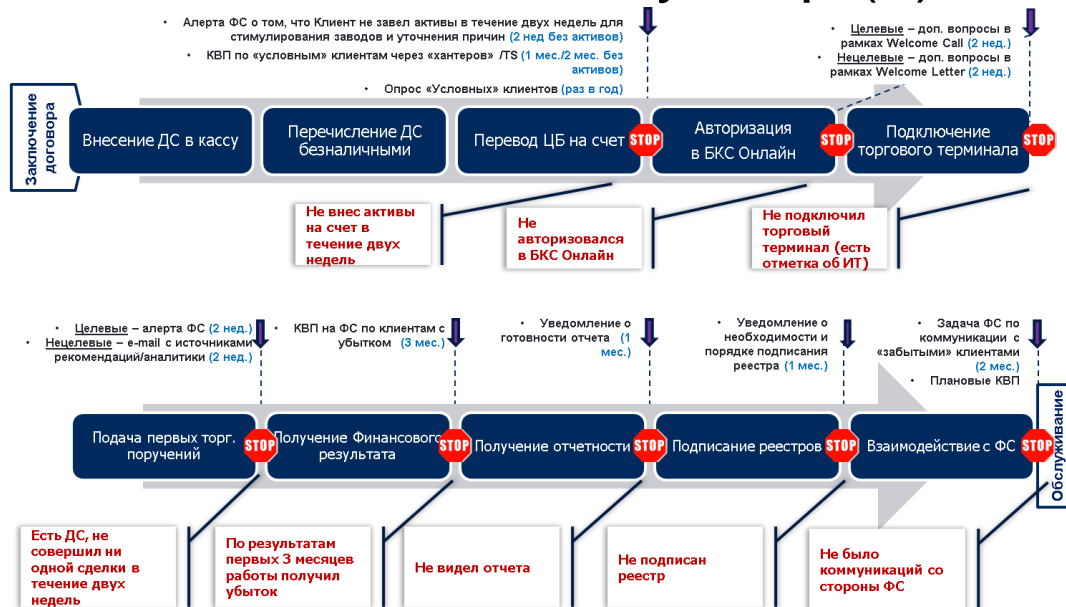 • Алерта ФС о том, что Клиент не завел активы в течение двух недель для
стимулирования заводов и уточнения причин (2 нед без активов)
• КВП по «условным» клиентам через «хантеров» /TS (1 мес./2 мес. без
активов)
• Опрос «Условных» клиентов (раз в год)
• Целевые – доп. вопросы в
рамках Welcome Call (2 нед.)
• Нецелевые – доп. вопросы в
рамках Welcome Letter (2 нед.)
Заключение
договора
Внесение ДС в кассу
Перечисление ДС
безналичными
Перевод ЦБ на счет
STOP
Авторизация
в БКС Онлайн
STOP
Подключение
торгового терминала
STOP
Не внес активы
на счет в
течение двух
недель
Не
авторизовался
в БКС Онлайн
Не подключил
торговый
терминал (есть
отметка об ИТ)
• Целевые – алерта ФС (2 нед.)
• Нецелевые – e-mail с источниками
рекомендаций/аналитики (2 нед.)
• КВП на ФС по клиентам с
убытком (3 мес.)
• Уведомление о
готовности отчета (1
мес.)
• Уведомление о
необходимости и
порядке подписания
реестра (1 мес.)
• Задача ФС по
коммуникации с
«забытыми» клиентами
(2 мес.)
• Плановые КВП
Подача первых торг.
поручений
STOP
Получение Финансового
результата
STOP
Получение отчетности
STOP
Подписание реестров
STOP
Взаимодействие с ФС
STOP
Обслуживание
Есть ДС, не
совершил ни
одной сделки в
течение двух
недель
По результатам
первых 3 месяцев
работы получил
убыток
Не видел отчета
Не подписан
реестр
Не было
коммуникаций со
стороны ФС